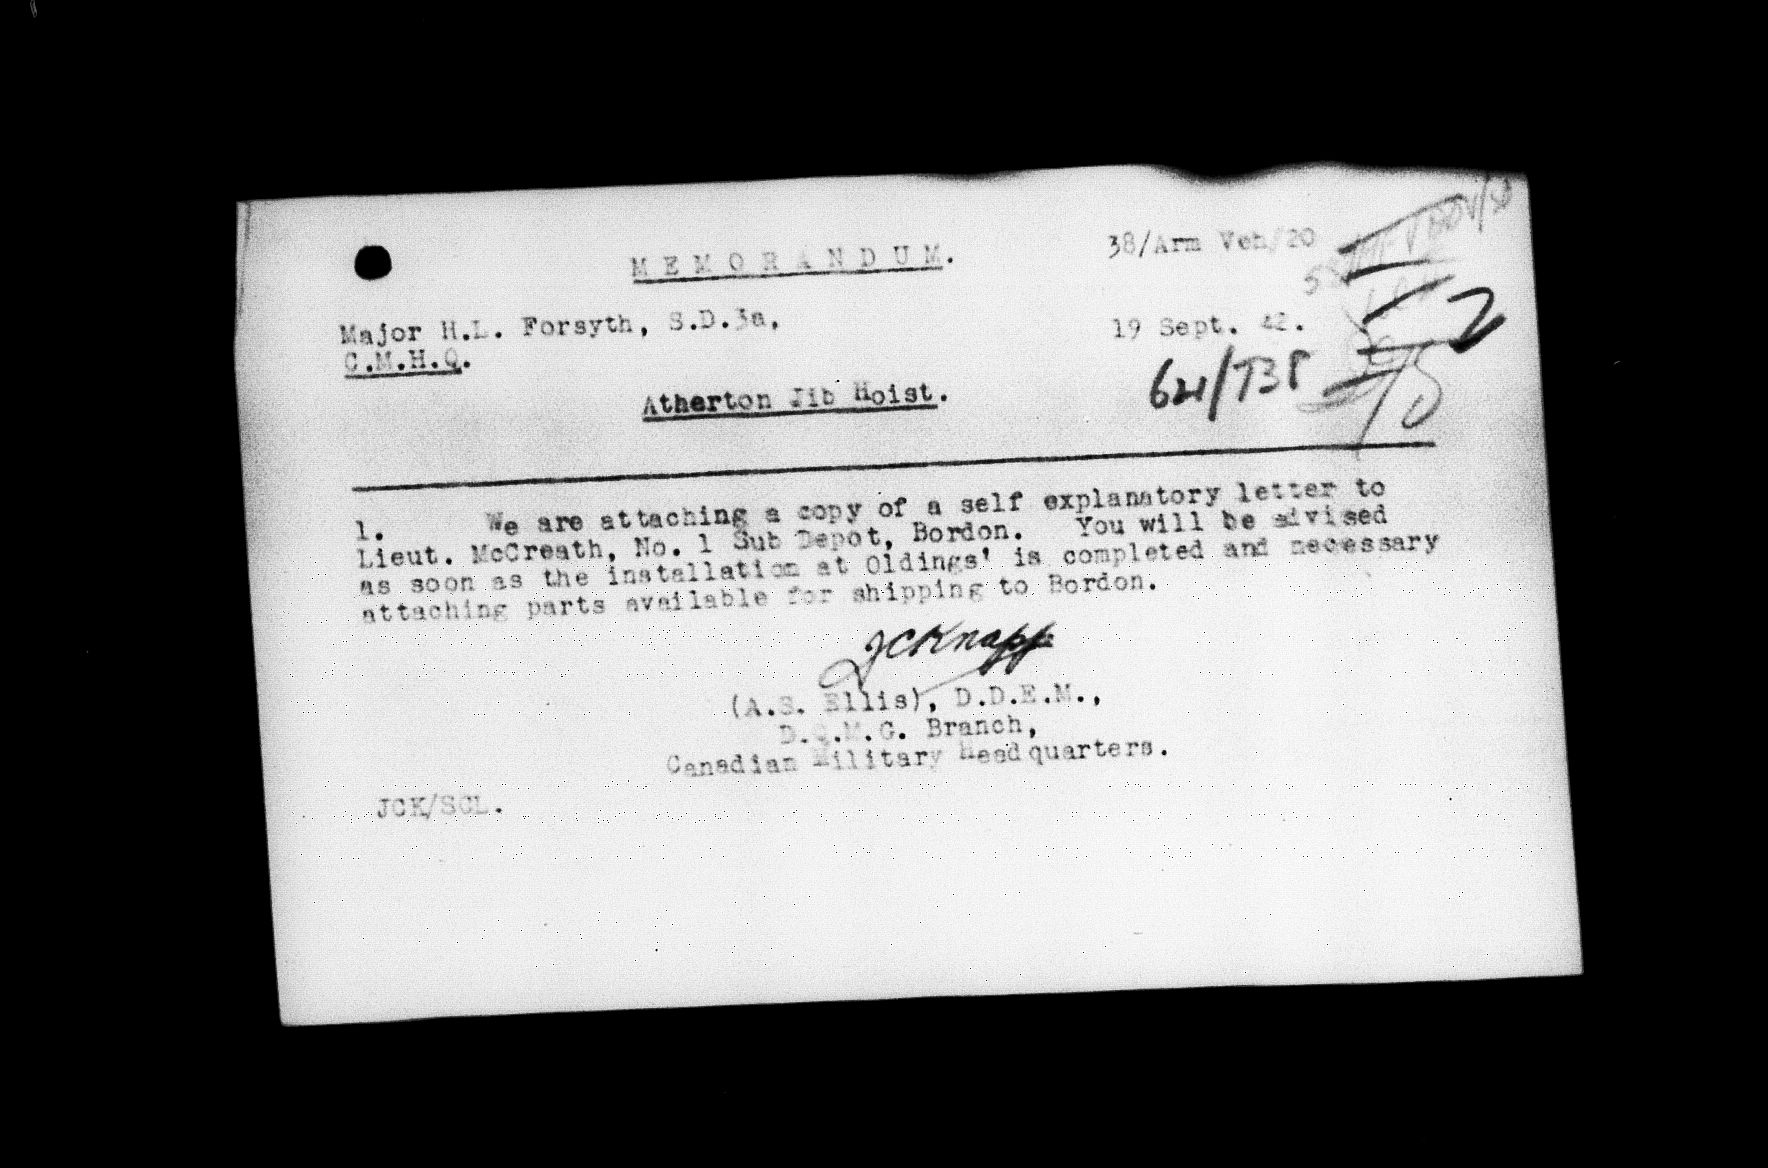 M E M O R A N D U M.
38/Arm Veh/20
Major H.L. Forsyth, S.D.3a,
19 Sept. 42.
C.M.H.Q.
2
Atherton Jib Hoist.
1. We are attaching a copy of a self explanatory letter to
Lieut. McCreath, No. 1 Sub Depot, Bordon. You will be advised
as soon as the installation at Oldings' is completed and necessary
attaching parts available for shipping to Bordon.
JCKnapp
(A.S. Ellis), D.D.E.M.,
D.Q.M.G. Branch,
Canadian Military Headquarters.
JCK/SCL.